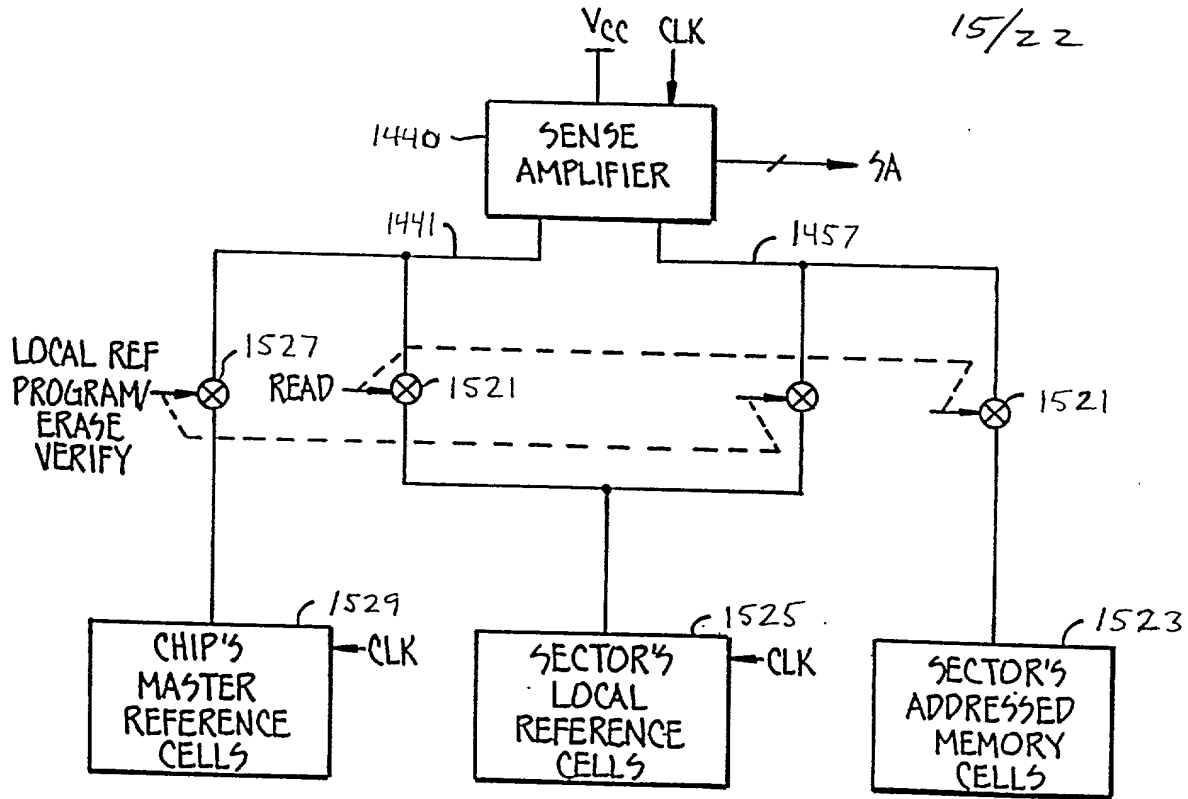 15/22
VCC CLK
1440
SENSE
AMPLIFIER
SA
1441
1457
LOCAL REF
PROGRAM/
ERASE
VERIFY
1527
READ
1521
1521
1529
CHIP'S
MASTER
REFERENCE
CELLS
CLK
1525
SECTOR'S
LOCAL
REFERENCE
CELLS
CLK
1523
SECTOR'S
ADDRESSED
MEMORY
CELLS